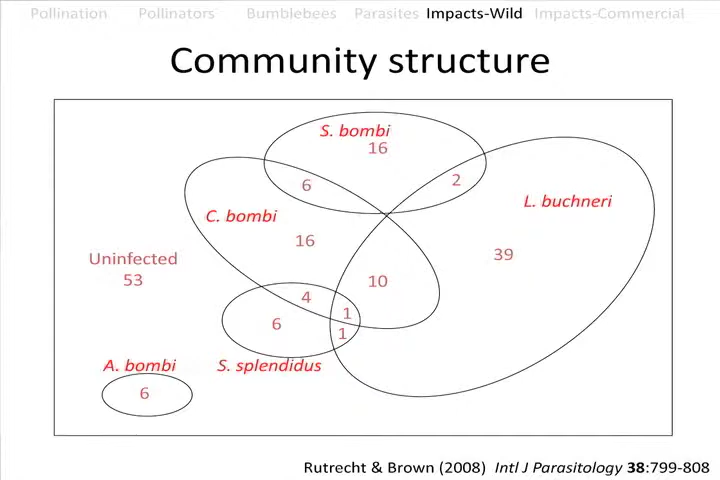 Pollination Pollinators Bumblebees Parasites Impacts-Wild Impacts-Commercial
Community structure
S. bombi
16
6
2
C. bombi
L. buchneri
16
39
Uninfected
53
10
4
1
6
1
A. bombi
S. splendidus
6
Rutrecht & Brown (2008) Intl J Parasitology 38:799-808